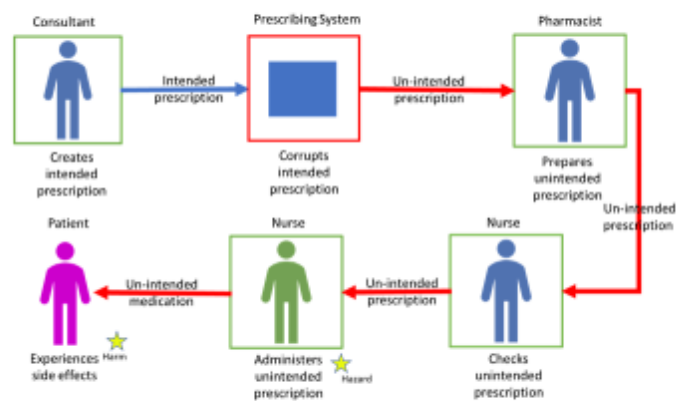 Consultant
Prescribing System
Pharmacist
Intended
prescription
Un-intended
prescription
Creates
intended
prescription
Corrupts
intended
prescription
Prepares
unintended
prescription
Un-intended
prescription
Patient
Nurse
Nurse
Un-intended
medication
Un-intended
prescription
Experiences
side effects
Harm
Administers
unintended
prescription
Hazard
Checks
unintended
prescription